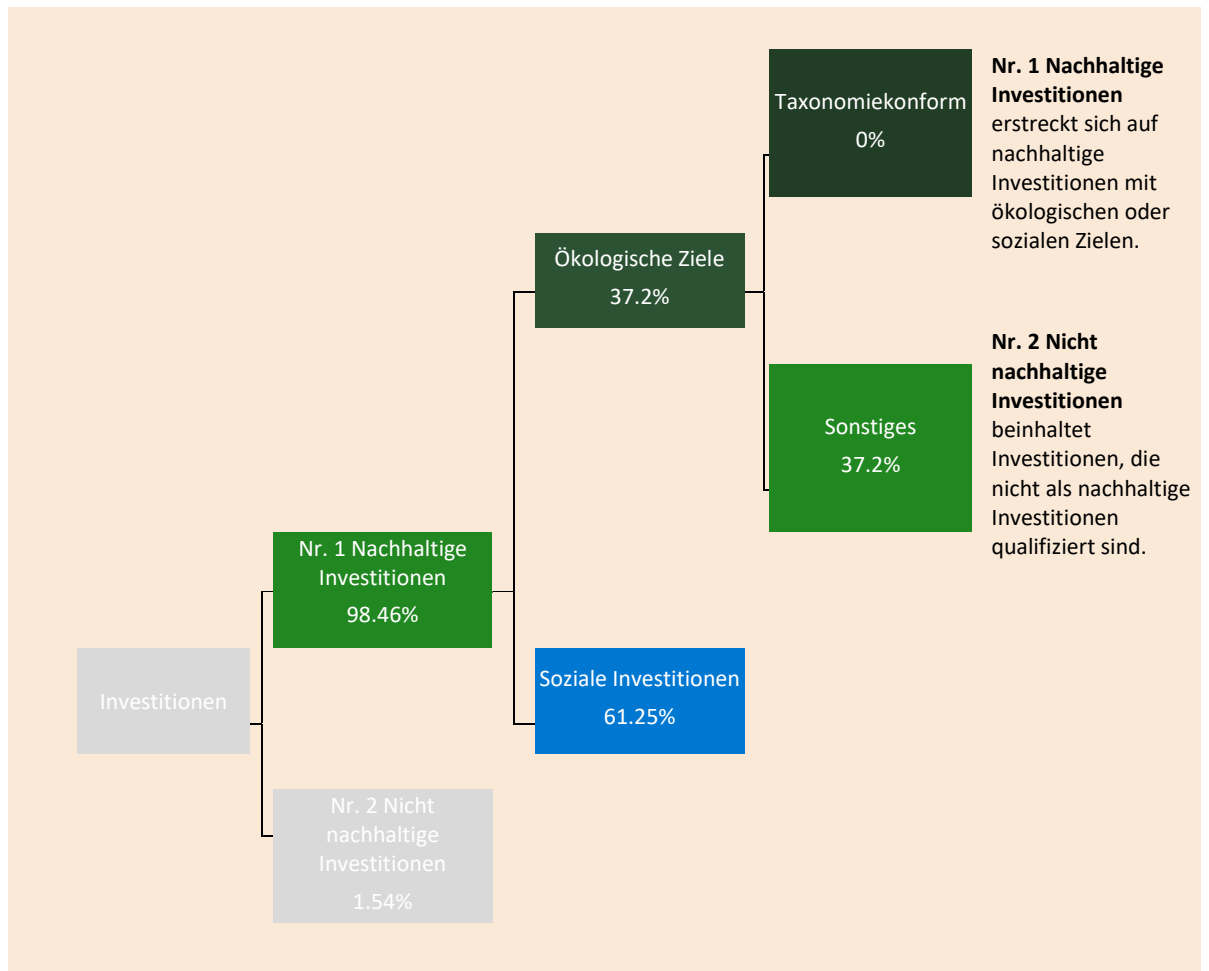 Taxonomiekonform
0%
Nr. 1 Nachhaltige
Investitionen
erstreckt sich auf
nachhaltige
Investitionen mit
ökologischen oder
sozialen Zielen.
Ökologische Ziele
37.2%
Nr. 2 Nicht
nachhaltige
Investitionen
beinhaltet
Investitionen, die
nicht als nachhaltige
Investitionen
qualifiziert sind.
Sonstiges
37.2%
Nr. 1 Nachhaltige
Investitionen
98.46%
Soziale Investitionen
61.25%
Investitionen
Nr. 2 Nicht
nachhaltige
Investitionen
1.54%